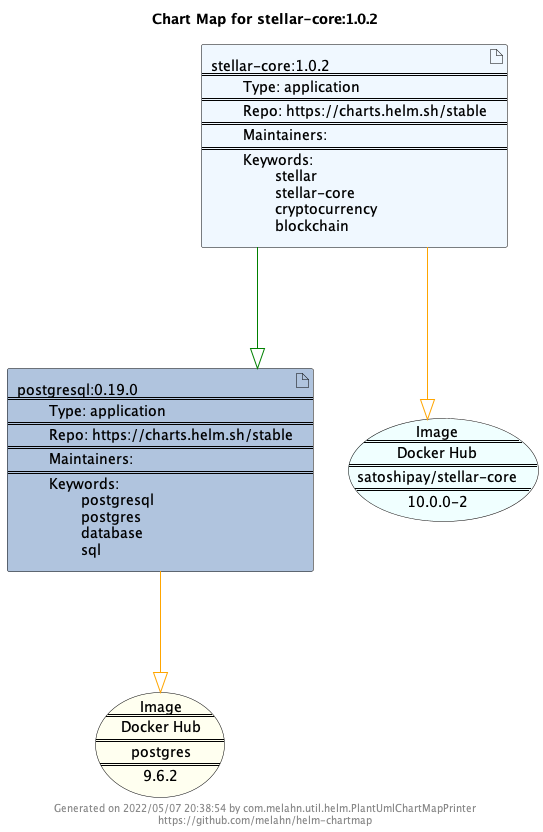 Chart Map for stellar-core:1.0.2
stellar-core:1.0.2
Type: application
Repo: https://charts.helm.sh/stable
Maintainers:
Keywords:
stellar
stellar-core
cryptocurrency
blockchain
postgresql:0.19.0
Type: application
Repo: https://charts.helm.sh/stable
Maintainers:
Keywords:
postgresql
postgres
database
sql
Image
Docker Hub
satoshipay/stellar-core
10.0.0-2
Image
Docker Hub
postgres
9.6.2
Generated on 2022/05/07 20:38:54 by com.melahn.util.helm.PlantUmlChartMapPrinter
https://github.com/melahn/helm-chartmap